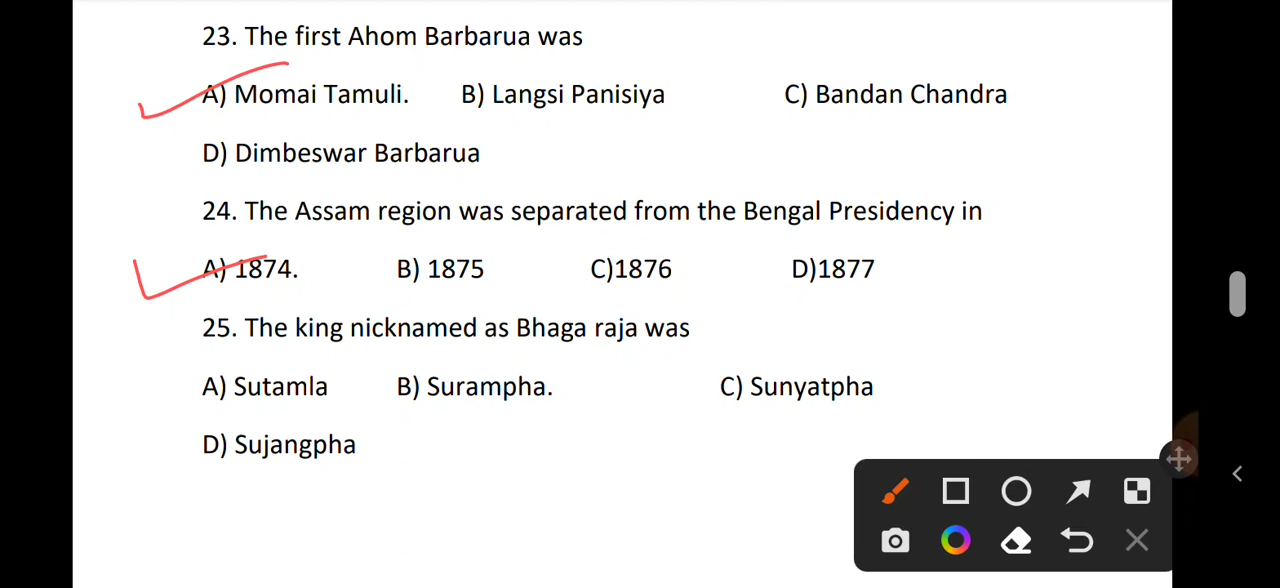 23. The first Ahom Barbarua was
A) Momai Tamuli. B) Langsi Panisiya C) Bandan Chandra
D) Dimbeswar Barbarua
24. The Assam region was separated from the Bengal Presidency in
A) 1874. B) 1875 C)1876 D)1877
25. The king nicknamed as Bhaga raja was
A) Sutamla B) Surampha. C) Sunyatpha
D) Sujangpha